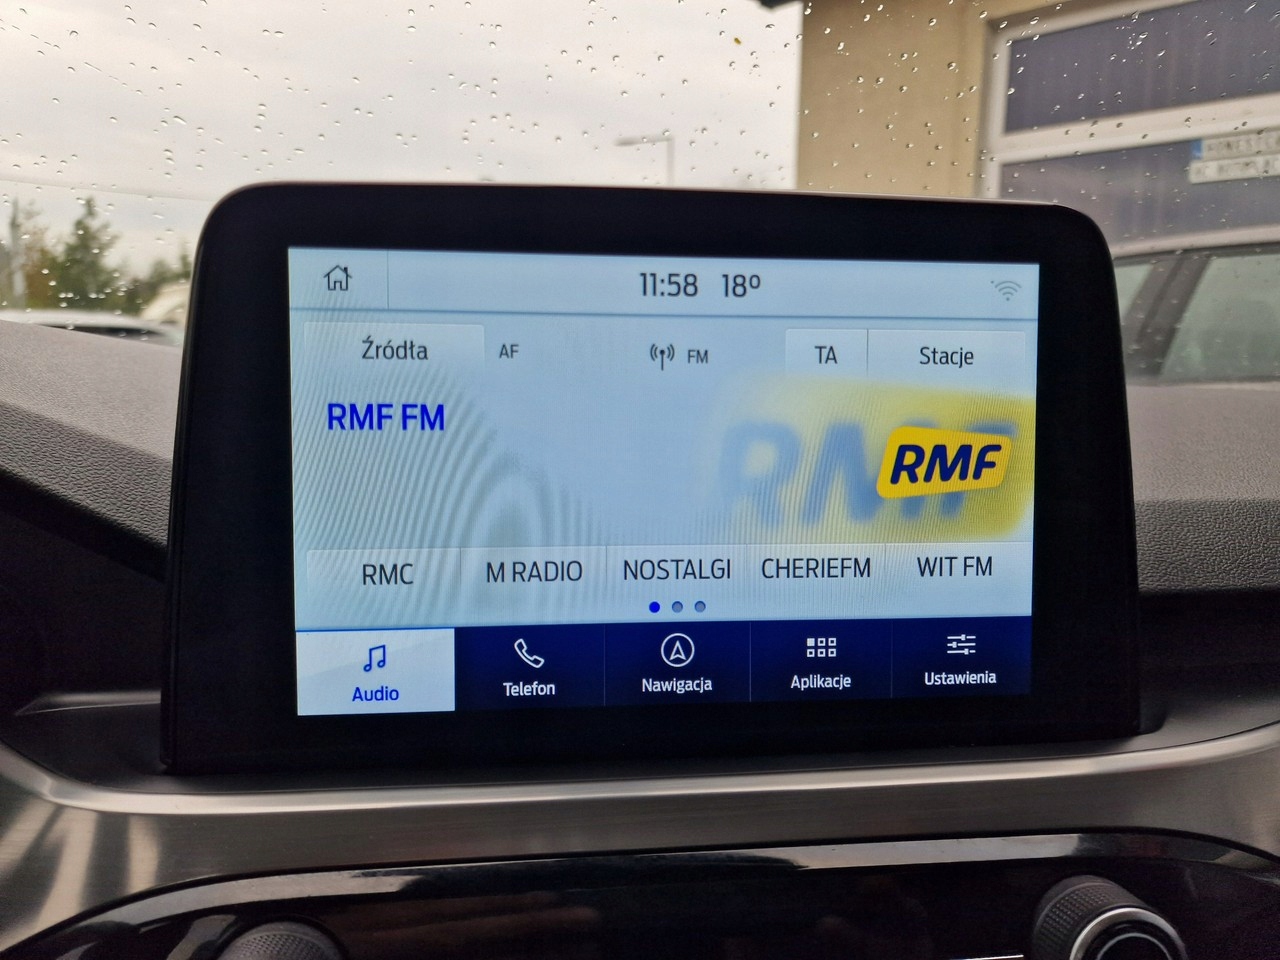 11:58 18°
Źródła AF FM TA Stacje
RMF FM
RMF
RMF
RMC M RADIO NOSTALGI CHERIEFM WIT FM
Audio Telefon Nawigacja Aplikacje Ustawienia